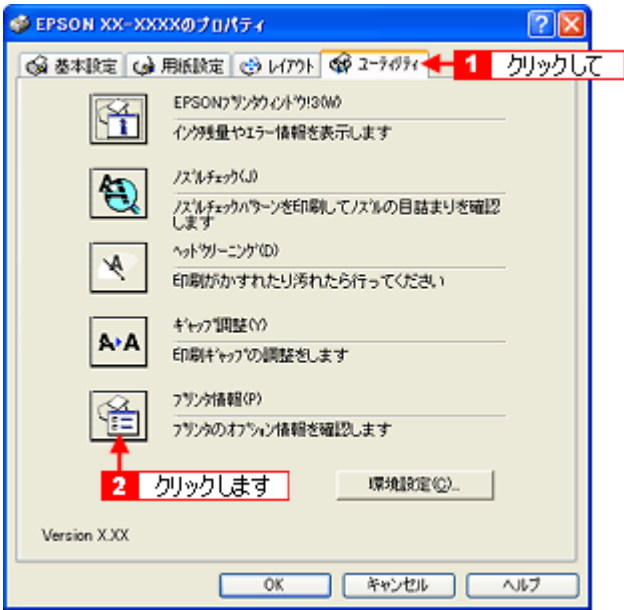 EPSON XX-XXXXのプロパティ
基本設定 用紙設定 レイアウト ユーティリティ 1 クリックして
EPSONプリンタウィンドウ!3(W)
インク残量やエラー情報を表示します
ノズルチェック(J)
ノズルチェックパターンを印刷してノズルの目詰まりを確認
します
ヘッドクリーニング(D)
印刷がかすれたり汚れたら行ってください
ギャップ調整(Y)
A A
印刷ギャップの調整をします
プリンタ情報(P)
プリンタのオプション情報を確認します
2 クリックします 環境設定(C)...
Version X.XX
OK キャンセル ヘルプ